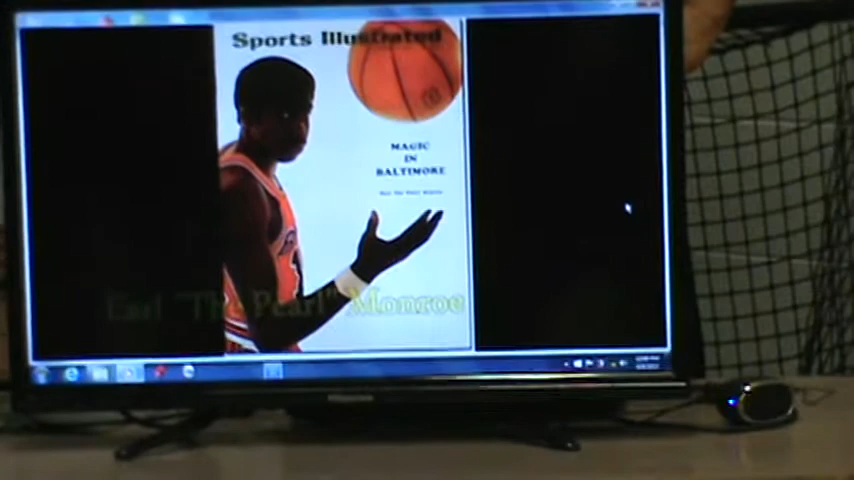 Sports Illustrated
MAGIC
IN
BALTIMORE
Earl "The Pearl" Monroe